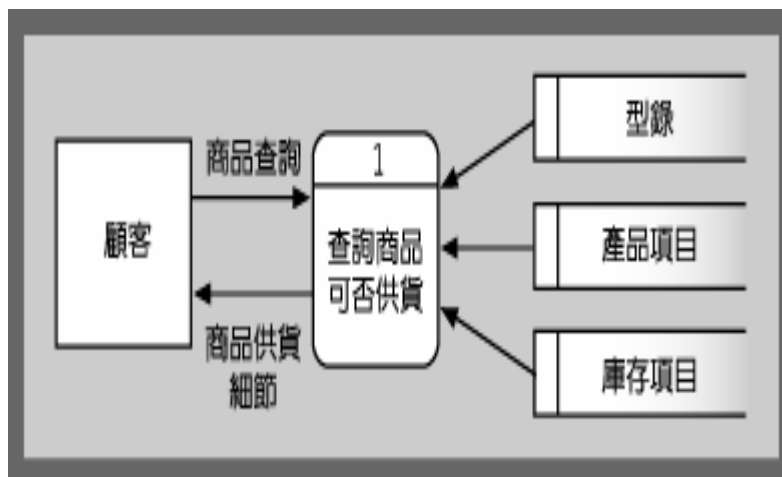 顧客
商品查詢
商品供貨
細節
1
查詢商品
可否供貨
型錄
產品項目
庫存項目